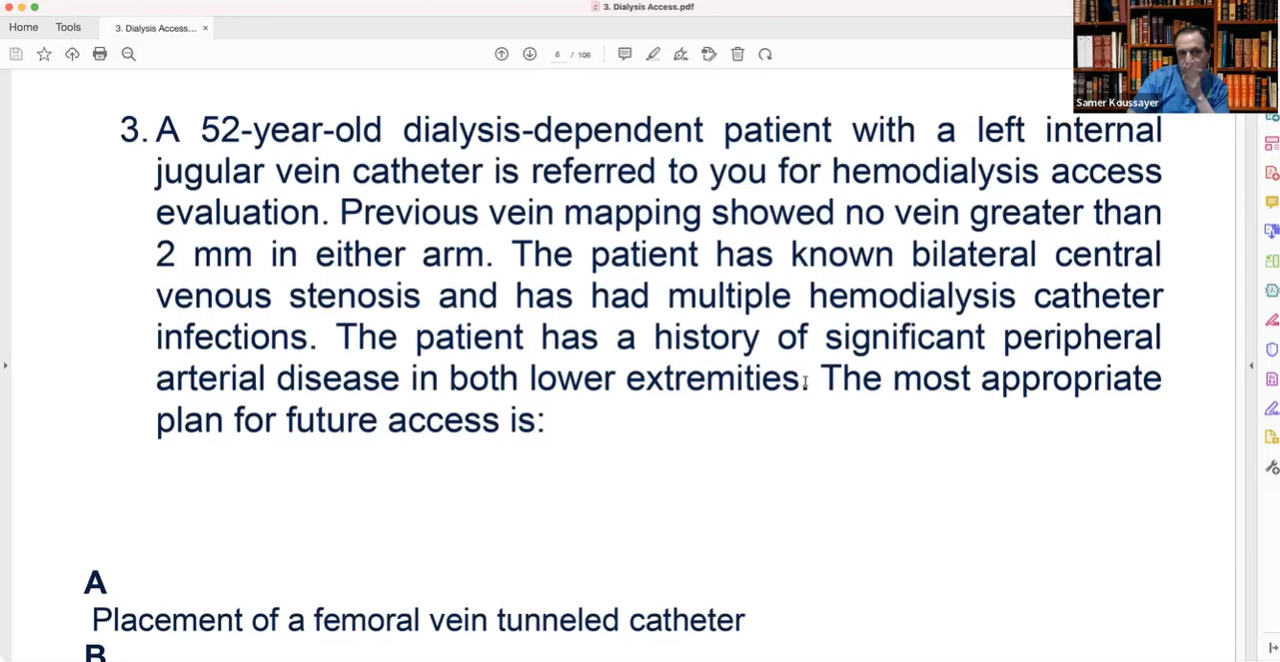 3. Dialysis Access.pdf
Home Tools 3. Dialysis Access... ×
6 / 106
Samer Koussayer
3. A 52-year-old dialysis-dependent patient with a left internal
jugular vein catheter is referred to you for hemodialysis access
evaluation. Previous vein mapping showed no vein greater than
2 mm in either arm. The patient has known bilateral central
venous stenosis and has had multiple hemodialysis catheter
infections. The patient has a history of significant peripheral
arterial disease in both lower extremities. The most appropriate
plan for future access is:
A
Placement of a femoral vein tunneled catheter
B